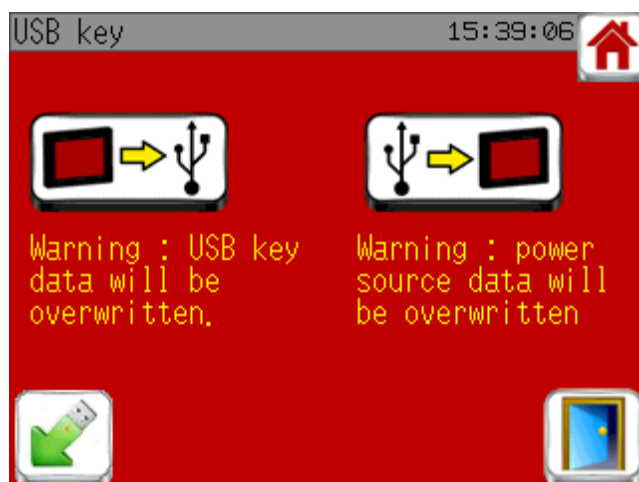 USB key
15:39:06
Warning : USB key
data will be
overwritten.
Warning : power
source data will
be overwritten